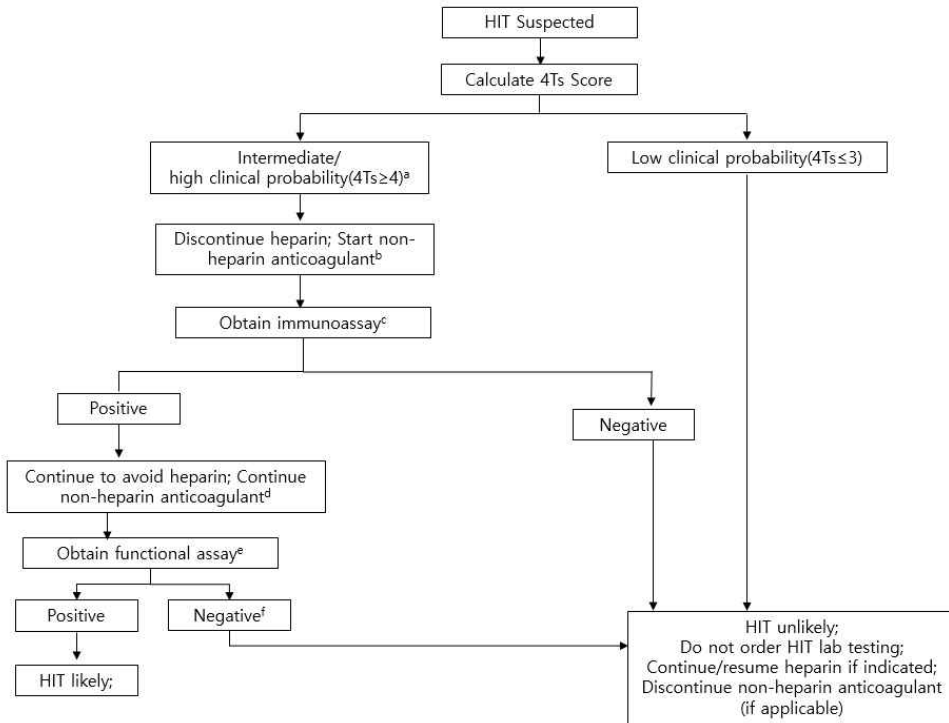 HIT Suspected
Calculate 4Ts Score
Intermediate/
high clinical probability(4Ts≥4)ᵃ
Low clinical probability(4Ts≤3)
Discontinue heparin; Start non-
heparin anticoagulantᵇ
Obtain immunoassayᶜ
Positive
Negative
Continue to avoid heparin; Continue
non-heparin anticoagulantᵈ
Obtain functional assayᵉ
Positive
Negativeᶠ
HIT likely;
HIT unlikely;
Do not order HIT lab testing;
Continue/resume heparin if indicated;
Discontinue non-heparin anticoagulant
(if applicable)